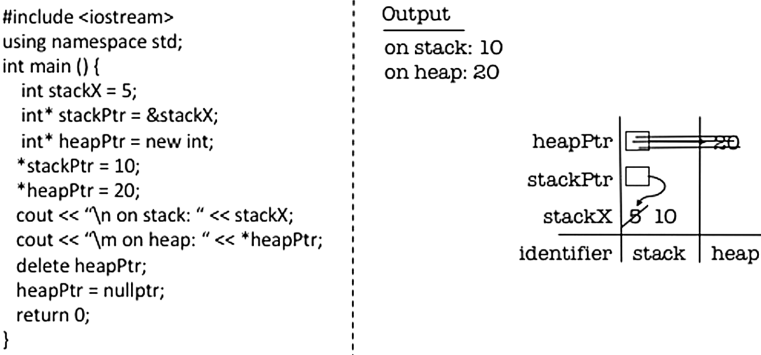 #include <iostream>
using namespace std;
int main () {
int stackX = 5;
int* stackPtr = &stackX;
int* heapPtr = new int;
*stackPtr = 10;
*heapPtr = 20;
cout << “\n on stack: “ << stackX;
cout << “\m on heap: “ << *heapPtr;
delete heapPtr;
heapPtr = nullptr;
return 0;
}
Output
on stack: 10
on heap: 20
heapPtr 20
stackPtr
stackX 5 10
identifier stack heap